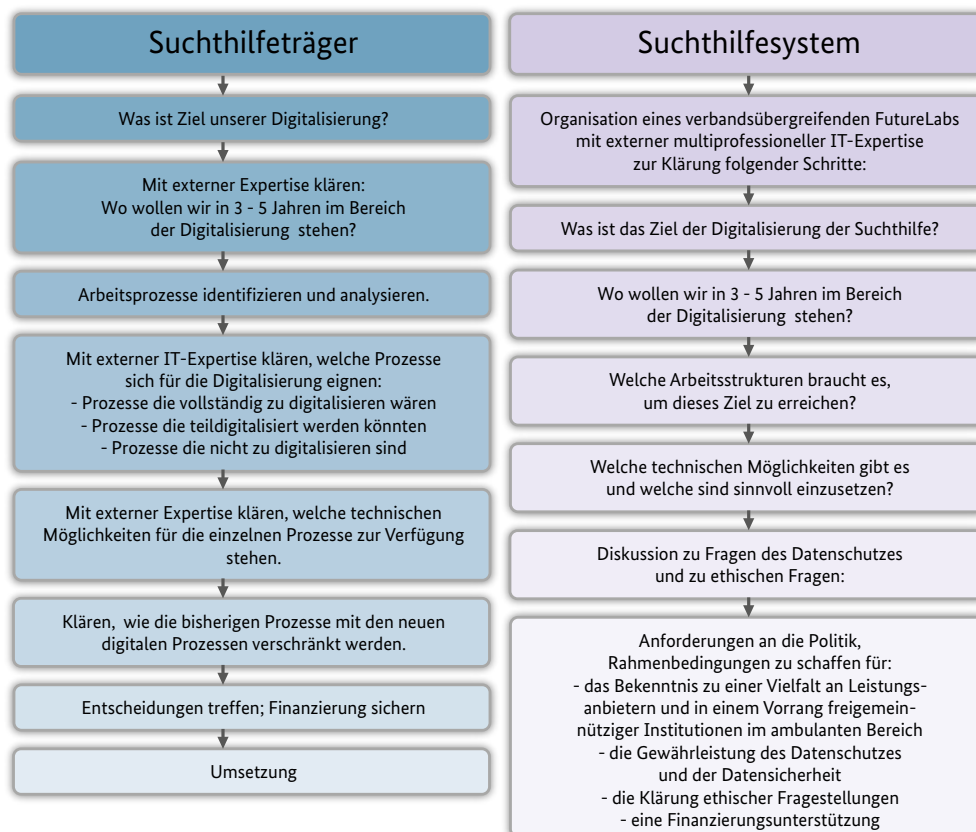 Suchthilfeträger
Was ist Ziel unserer Digitalisierung?
Mit externer Expertise klären:
Wo wollen wir in 3 - 5 Jahren im Bereich
der Digitalisierung stehen?
Arbeitsprozesse identifizieren und analysieren.
Mit externer IT-Expertise klären, welche Prozesse
sich für die Digitalisierung eignen:
- Prozesse die vollständig zu digitalisieren wären
- Prozesse die teildigitalisiert werden könnten
- Prozesse die nicht zu digitalisieren sind
Mit externer Expertise klären, welche technischen
Möglichkeiten für die einzelnen Prozesse zur Verfügung
stehen.
Klären, wie die bisherigen Prozesse mit den neuen
digitalen Prozessen verschränkt werden.
Entscheidungen treffen; Finanzierung sichern
Umsetzung
Suchthilfesystem
Organisation eines verbandsübergreifenden FutureLabs
mit externer multiprofessioneller IT-Expertise
zur Klärung folgender Schritte:
Was ist das Ziel der Digitalisierung der Suchthilfe?
Wo wollen wir in 3 - 5 Jahren im Bereich
der Digitalisierung stehen?
Welche Arbeitsstrukturen braucht es,
um dieses Ziel zu erreichen?
Welche technischen Möglichkeiten gibt es
und welche sind sinnvoll einzusetzen?
Diskussion zu Fragen des Datenschutzes
und zu ethischen Fragen:
Anforderungen an die Politik,
Rahmenbedingungen zu schaffen für:
- das Bekenntnis zu einer Vielfalt an Leistungs-
anbietern und in einem Vorrang freigemein-
nütziger Institutionen im ambulanten Bereich
- die Gewährleistung des Datenschutzes
und der Datensicherheit
- die Klärung ethischer Fragestellungen
- eine Finanzierungsunterstützung